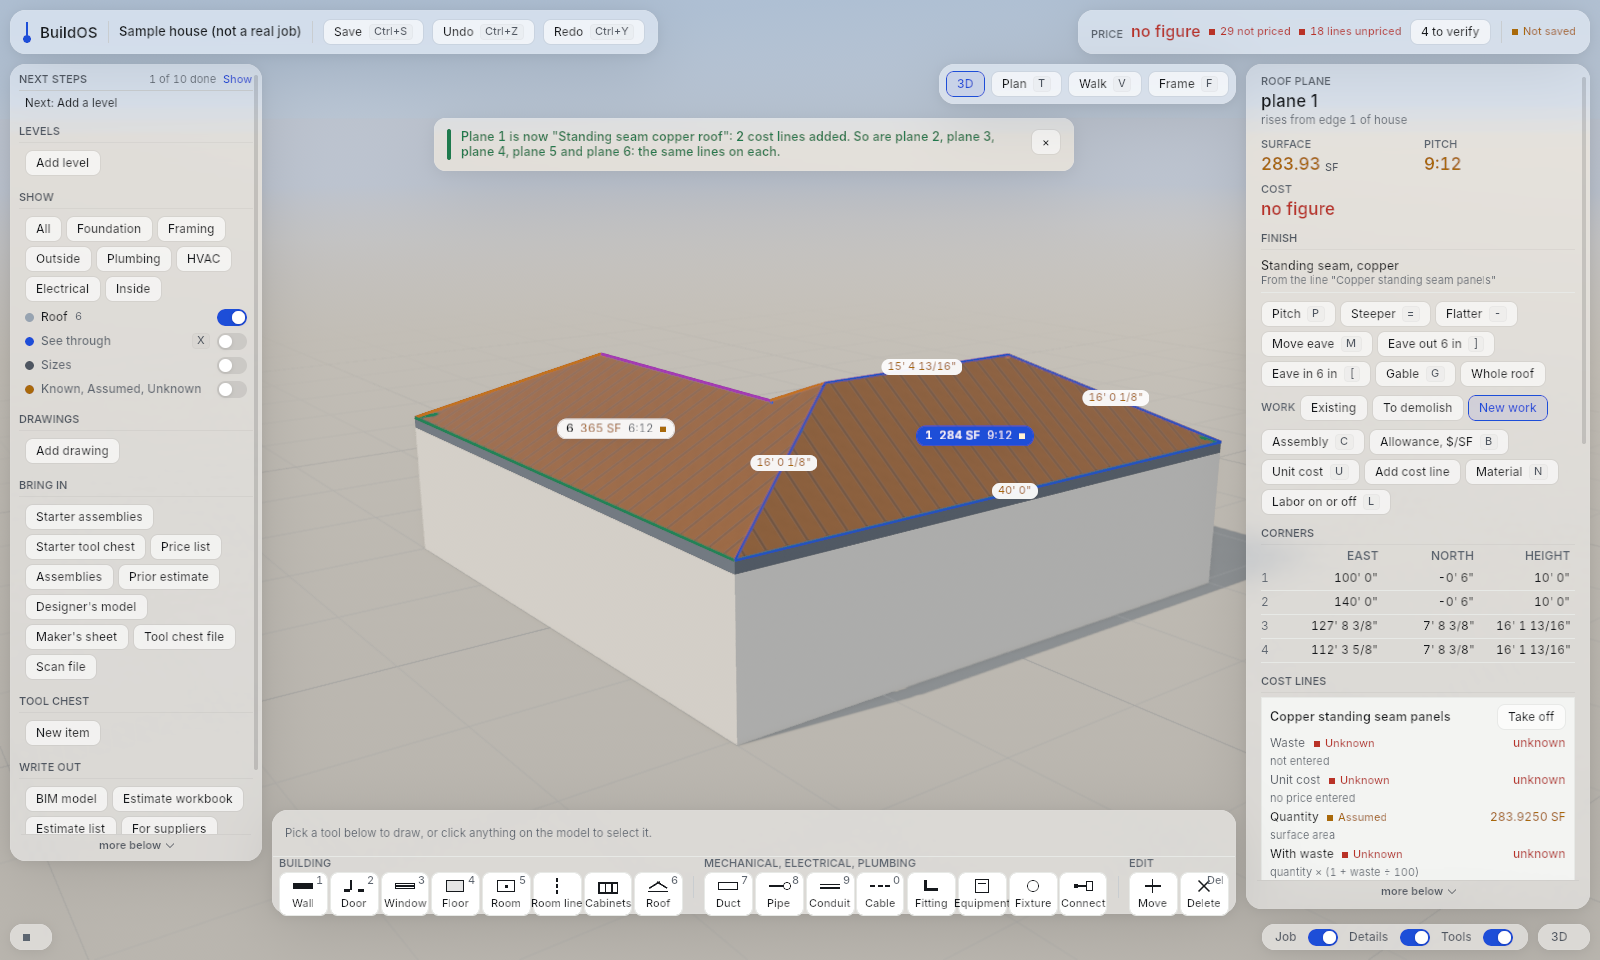 BuildOS
Sample house (not a real job)
Save Ctrl+S
Undo Ctrl+Z
Redo Ctrl+Y
PRICE no figure 29 not priced 18 lines unpriced 4 to verify Not saved
NEXT STEPS 1 of 10 done Show
Next: Add a level
LEVELS
Add level
SHOW
All Foundation Framing
Outside Plumbing HVAC
Electrical Inside
Roof 6
See through X
Sizes
Known, Assumed, Unknown
DRAWINGS
Add drawing
BRING IN
Starter assemblies
Starter tool chest Price list
Assemblies Prior estimate
Designer's model
Maker's sheet Tool chest file
Scan file
TOOL CHEST
New item
WRITE OUT
BIM model Estimate workbook
Estimate list For suppliers
more below
3D Plan T Walk V Frame F
Plane 1 is now "Standing seam copper roof": 2 cost lines added. So are plane 2, plane 3,
plane 4, plane 5 and plane 6: the same lines on each.
×
15' 4 13/16"
16' 0 1/8"
6 365 SF 6:12
1 284 SF 9:12
16' 0 1/8"
40' 0"
Pick a tool below to draw, or click anything on the model to select it.
BUILDING
1 2 3 4 5 6
Wall Door Window Floor Room Room line Cabinets Roof
MECHANICAL, ELECTRICAL, PLUMBING
7 8 9 0
Duct Pipe Conduit Cable Fitting Equipment Fixture Connect
EDIT
Del
Move Delete
ROOF PLANE
plane 1
rises from edge 1 of house
SURFACE PITCH
283.93 SF 9:12
COST
no figure
FINISH
Standing seam, copper
From the line "Copper standing seam panels"
Pitch P Steeper = Flatter -
Move eave M Eave out 6 in ]
Eave in 6 in [ Gable G Whole roof
WORK Existing To demolish New work
Assembly C Allowance, $/SF B
Unit cost U Add cost line Material N
Labor on or off L
CORNERS
EAST NORTH HEIGHT
1 100' 0" -0' 6" 10' 0"
2 140' 0" -0' 6" 10' 0"
3 127' 8 3/8" 7' 8 3/8" 16' 1 13/16"
4 112' 3 5/8" 7' 8 3/8" 16' 1 13/16"
COST LINES
Copper standing seam panels Take off
Waste Unknown unknown
not entered
Unit cost Unknown unknown
no price entered
Quantity Assumed 283.9250 SF
surface area
With waste Unknown unknown
quantity × (1 + waste ÷ 100)
more below
Job Details Tools 3D